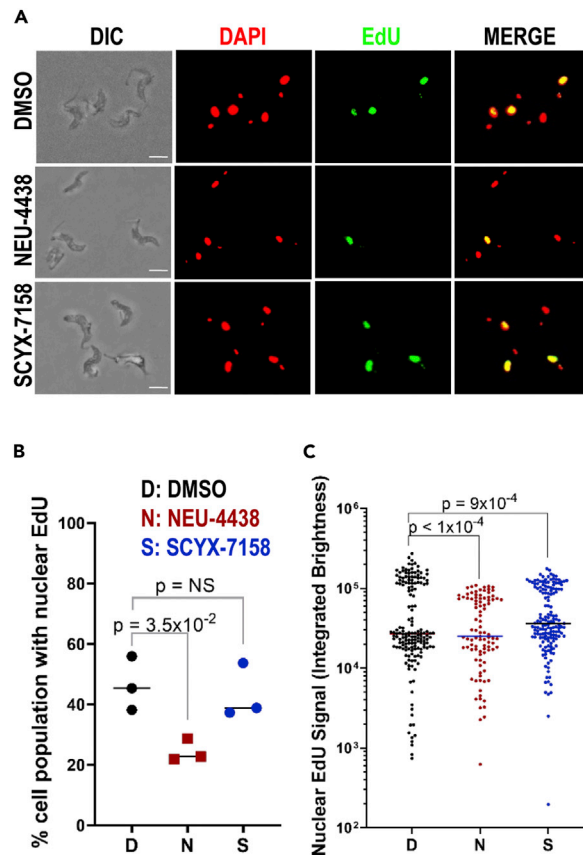 A
DIC DAPI EdU MERGE
DMSO
NEU-4438
SCYX-7158
B
D: DMSO
N: NEU-4438
S: SCYX-7158
% cell population with nuclear EdU
100
80
60
40
20
0
p = NS
p = 3.5x10-2
D N S
C
Nuclear EdU Signal (Integrated Brightness)
10⁶
10⁵
10⁴
10³
10²
p = 9x10-4
p < 1x10-4
D N S